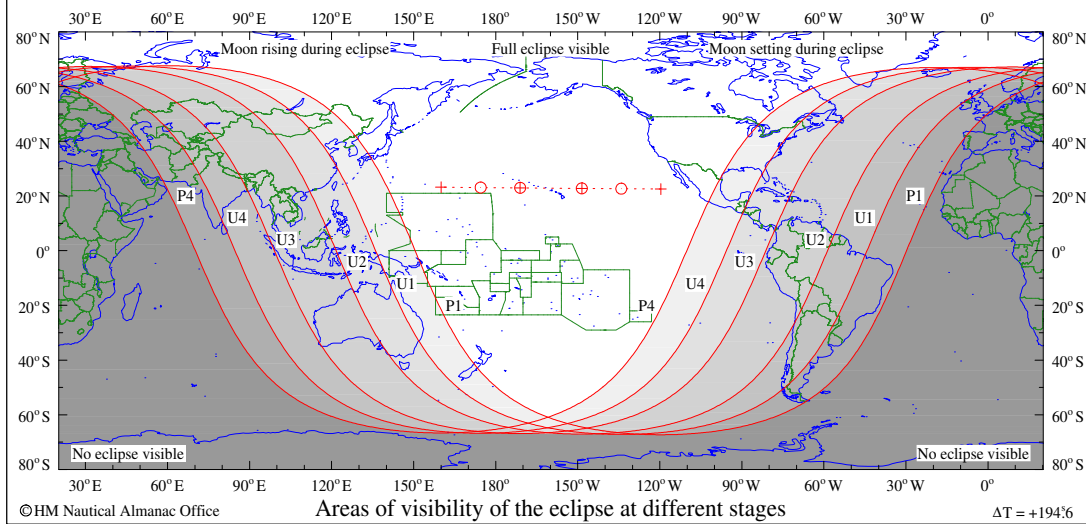 30° E 60° E 90° E 120° E 150° E 180° 150° W 120° W 90° W 60° W 30° W 0°
80° N 80° N
Moon rising during eclipse Full eclipse visible Moon setting during eclipse
60° N 60° N
40° N 40° N
20° N 20° N
P4 U4 U3 U2 U1 P1 P4 U4 U3 U2 U1 P1
0° 0°
20° S 20° S
40° S 40° S
60° S 60° S
No eclipse visible No eclipse visible
80° S 80° S
30° E 60° E 90° E 120° E 150° E 180° 150° W 120° W 90° W 60° W 30° W 0°
©HM Nautical Almanac Office Areas of visibility of the eclipse at different stages ΔT = +194ˢ.6